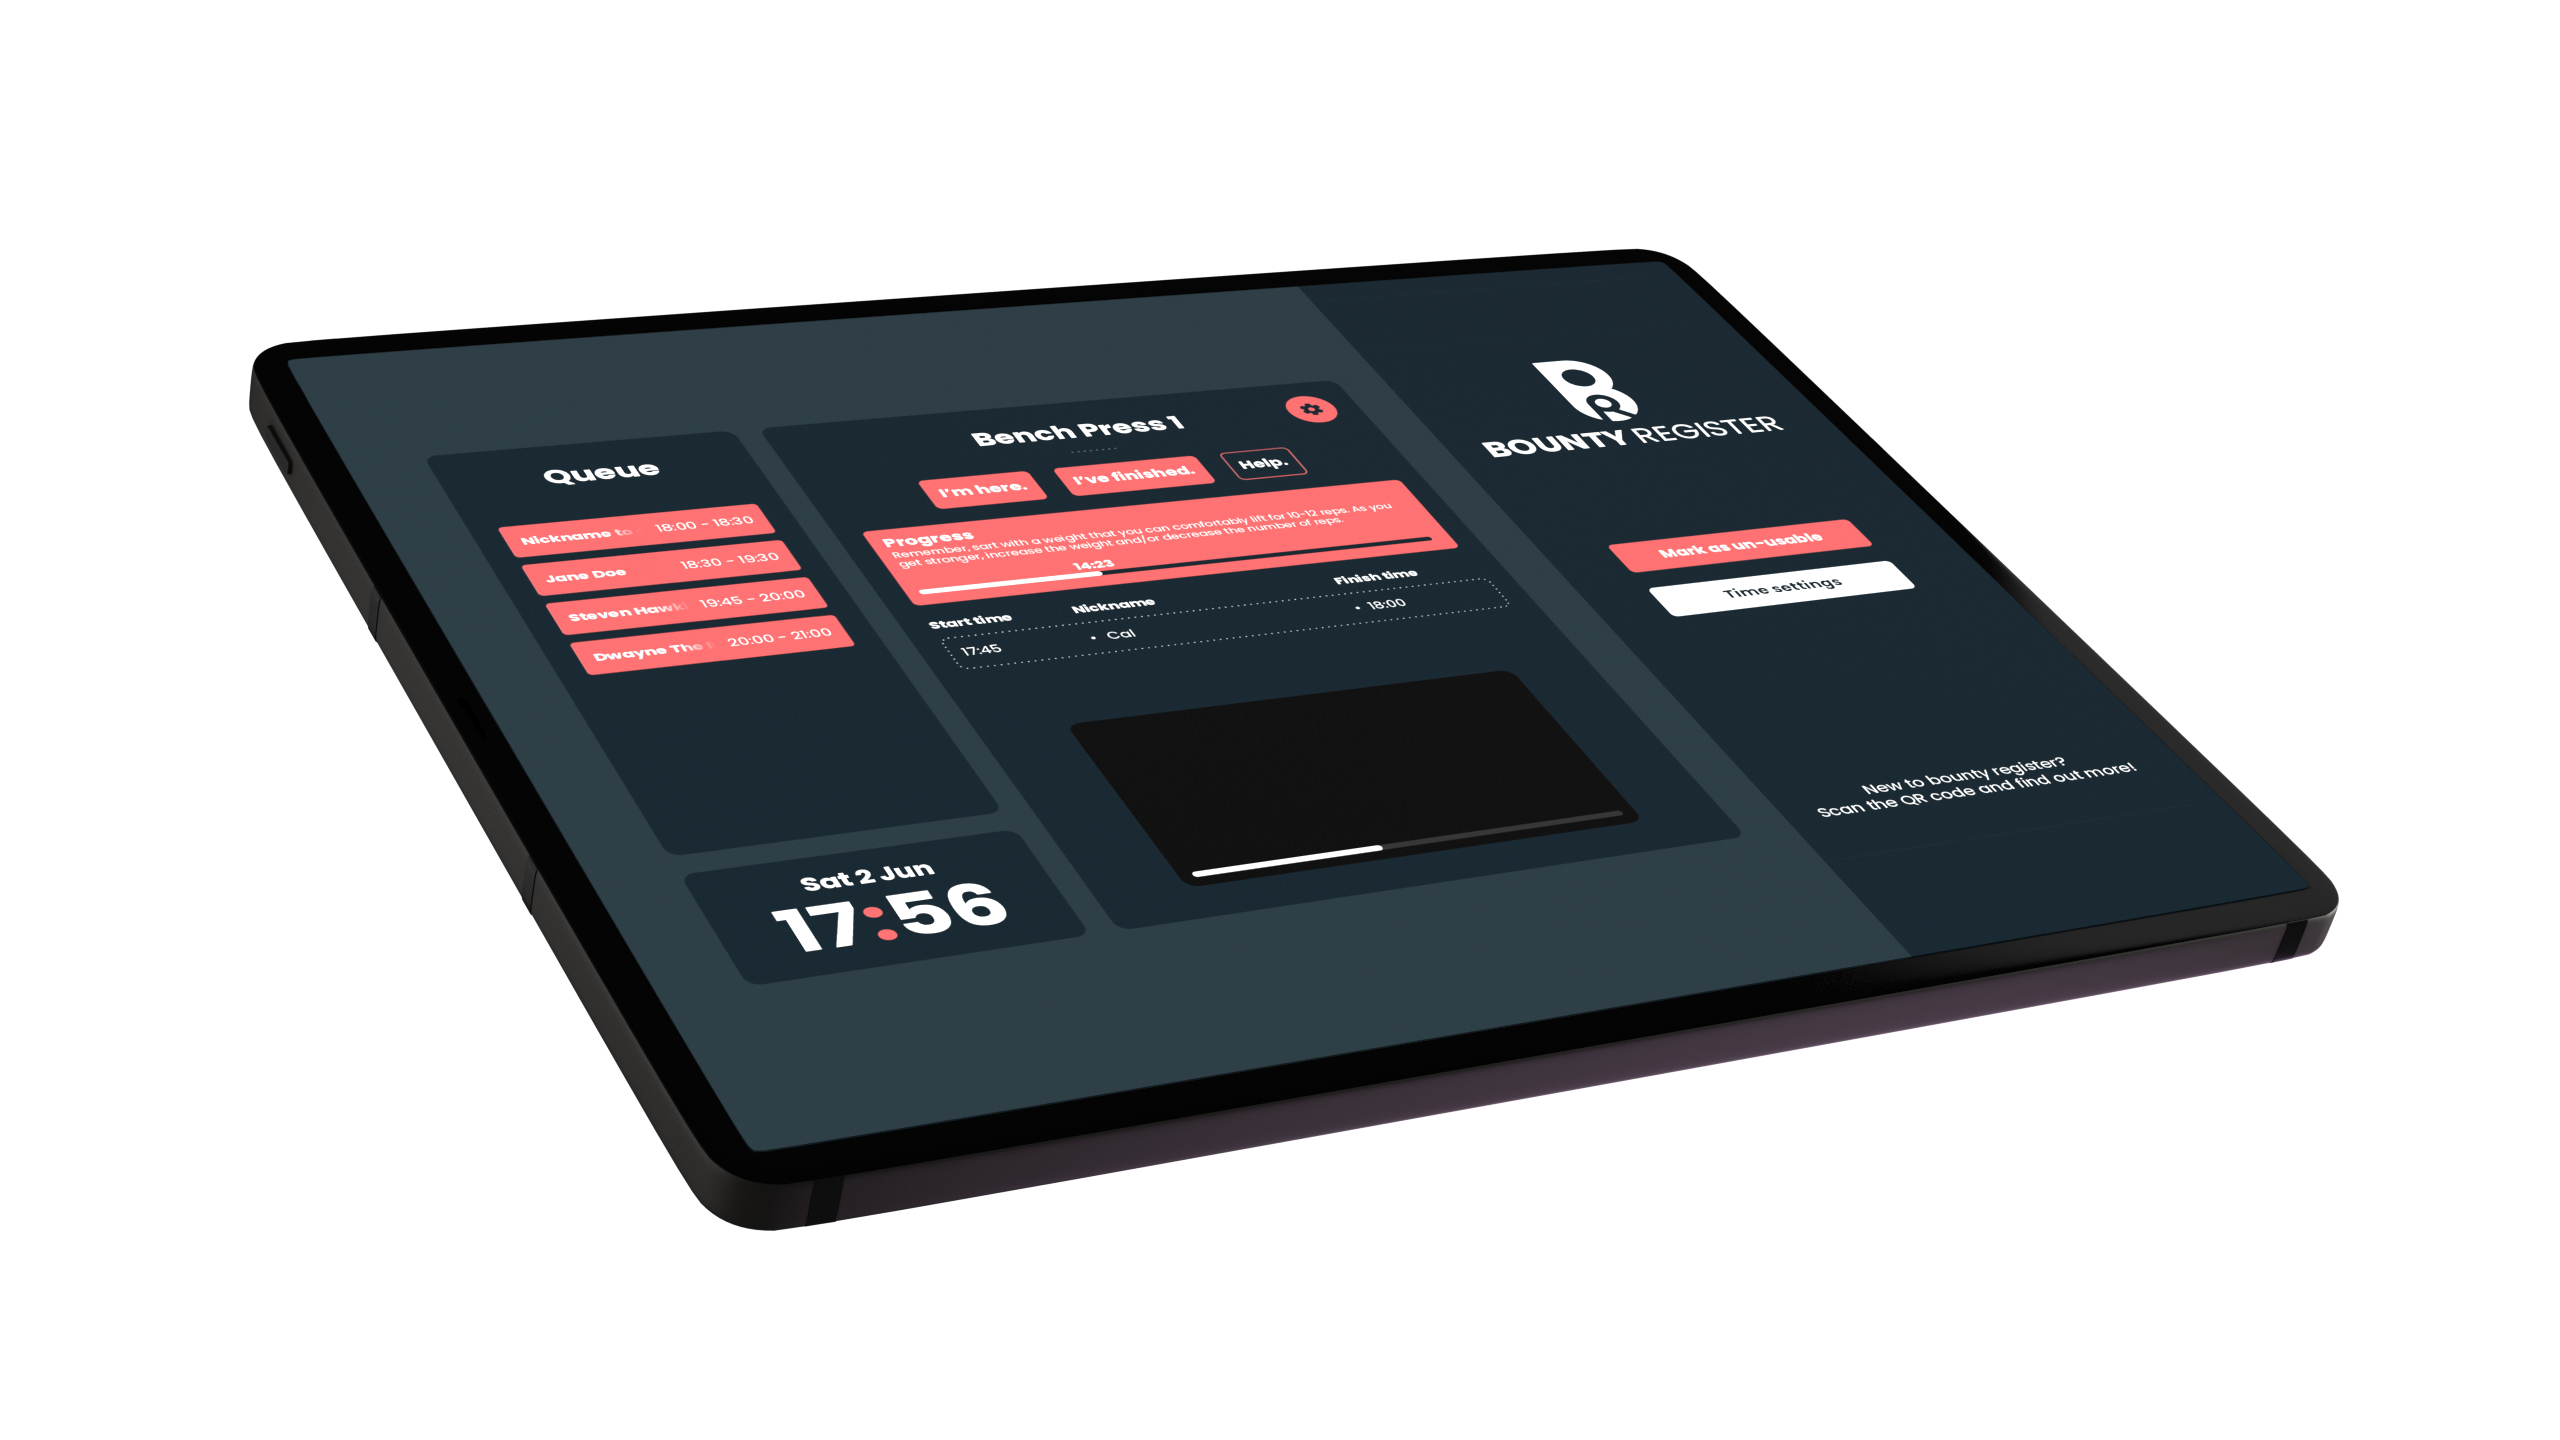 Queue
Nickname to 18:00 - 18:30
Jane Doe 18:30 - 19:30
Steven Hawk 19:45 - 20:00
Dwayne The 20:00 - 21:00
Sat 2 Jun
17:56
Bench Press 1
I'm here. I've finished. Help.
Progress
Remember, sart with a weight that you can comfortably lift for 10-12 reps. As you
get stronger, increase the weight and/or decrease the number of reps.
14:23
Start time Nickname Finish time
17:45 • Cal • 18:00
BR
BOUNTY REGISTER
Mark as un-usable
Time settings
New to bounty register?
Scan the QR code and find out more!